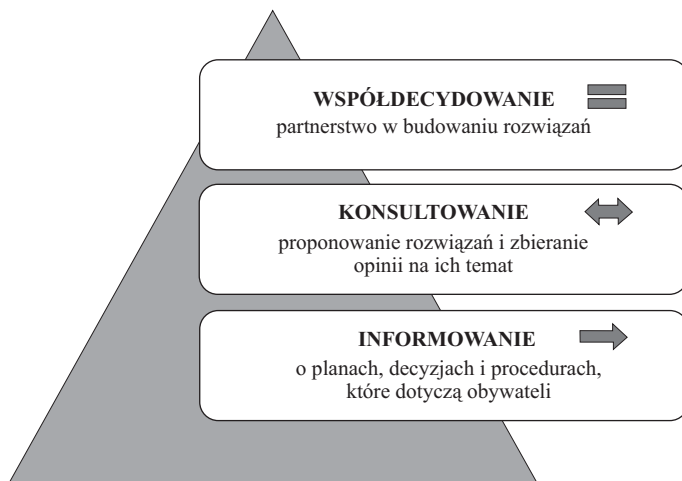 WSPÓŁDECYDOWANIE
partnerstwo w budowaniu rozwiązań
KONSULTOWANIE
proponowanie rozwiązań i zbieranie
opinii na ich temat
INFORMOWANIE
o planach, decyzjach i procedurach,
które dotyczą obywateli